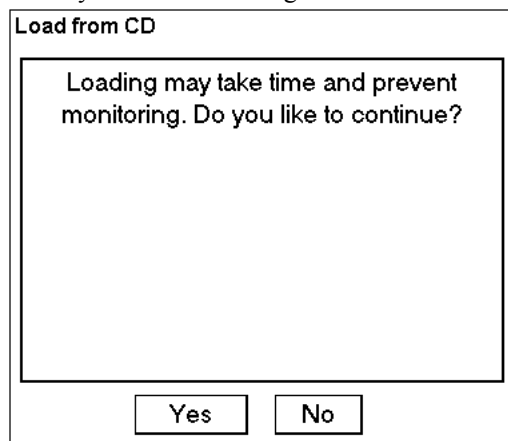 Load from CD
Loading may take time and prevent
monitoring. Do you like to continue?
Yes No